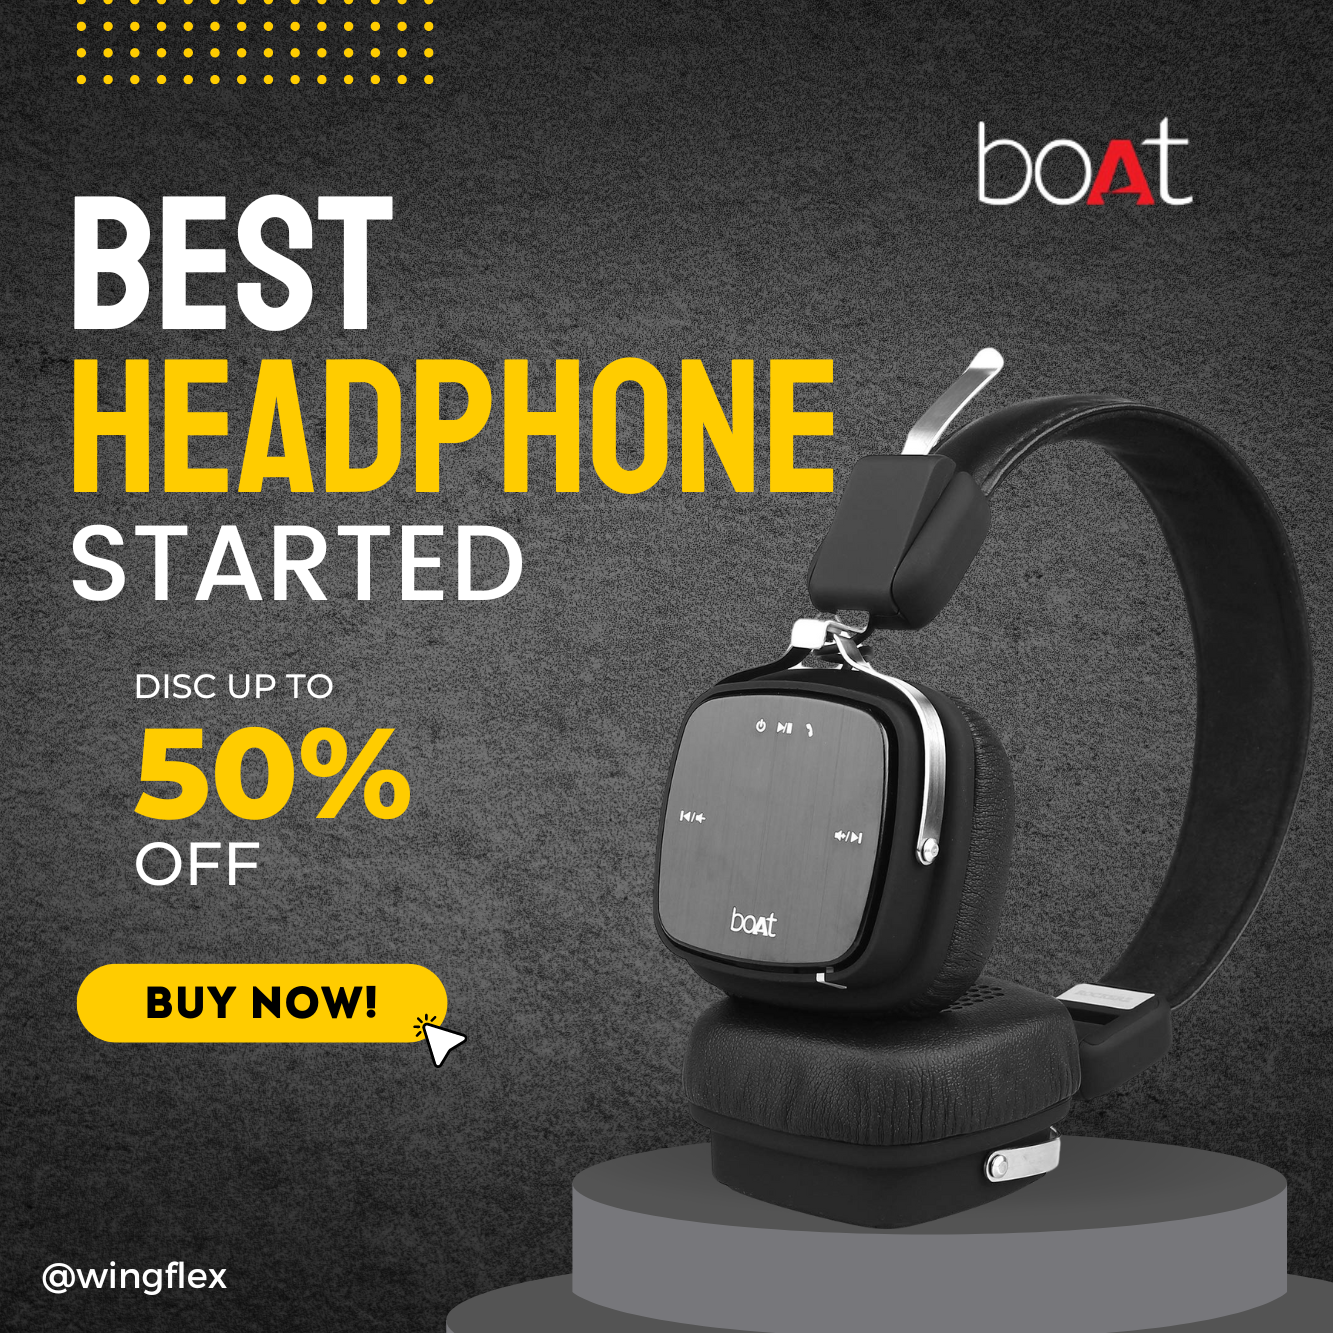 boAt
BEST
HEADPHONE
STARTED
DISC UP TO
50%
OFF
BUY NOW!
boAt
@wingflex